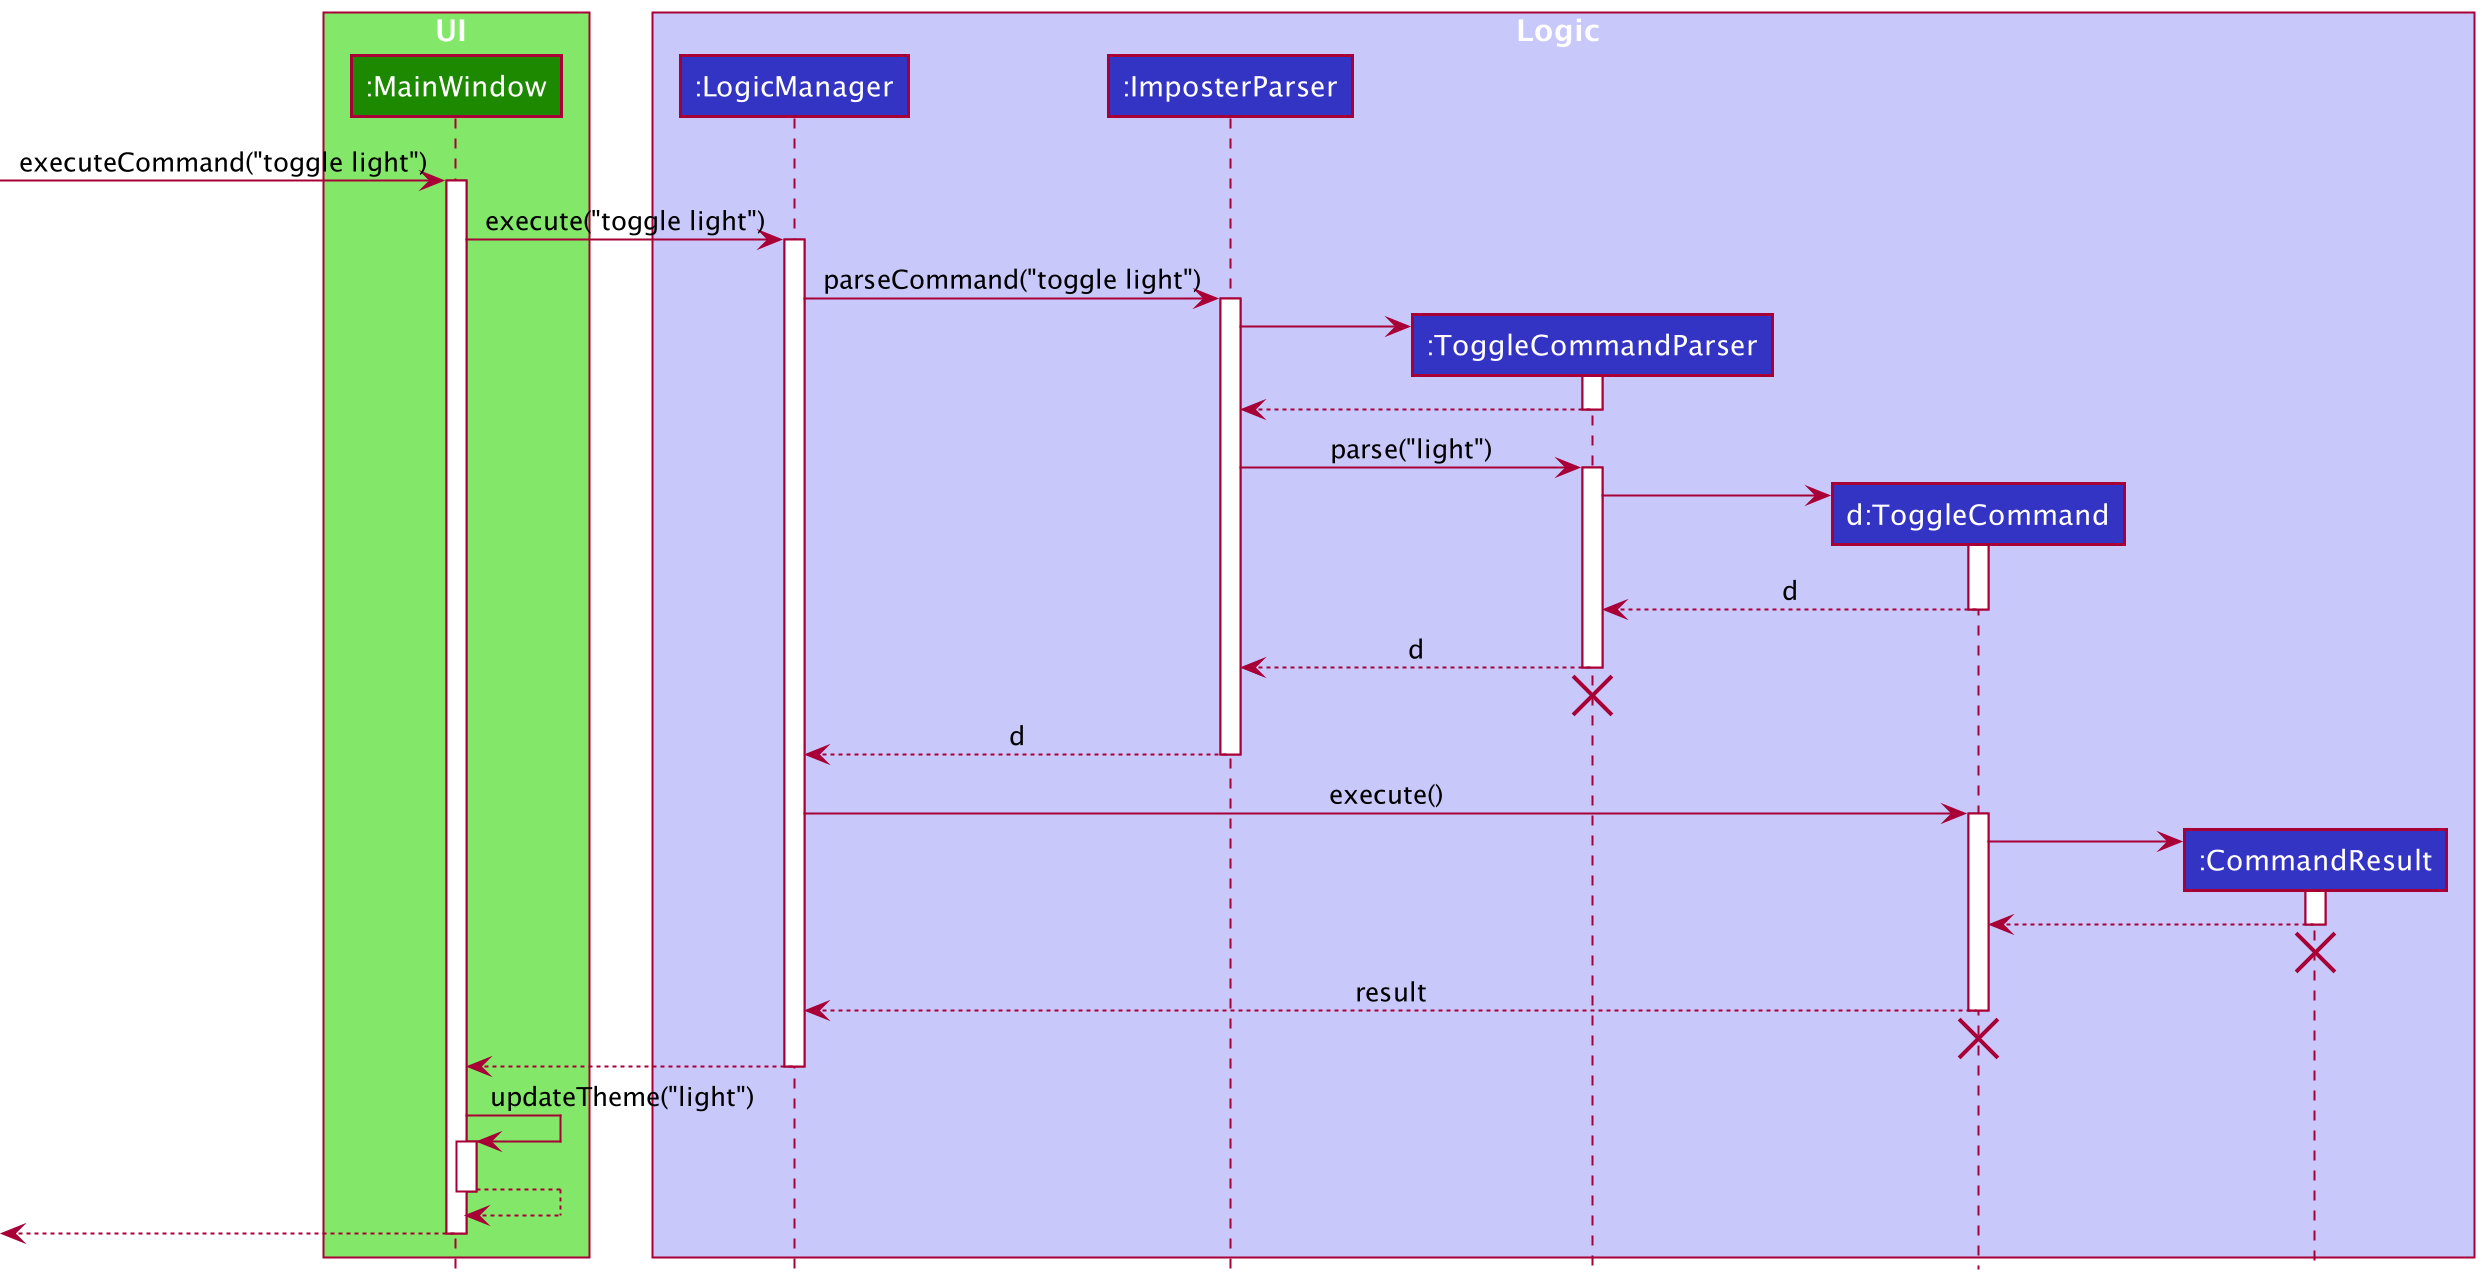 UI
Logic
:MainWindow
:LogicManager
:ImposterParser
executeCommand("toggle light")
execute("toggle light")
parseCommand("toggle light")
:ToggleCommandParser
parse("light")
d:ToggleCommand
d
d
d
execute()
:CommandResult
result
updateTheme("light")